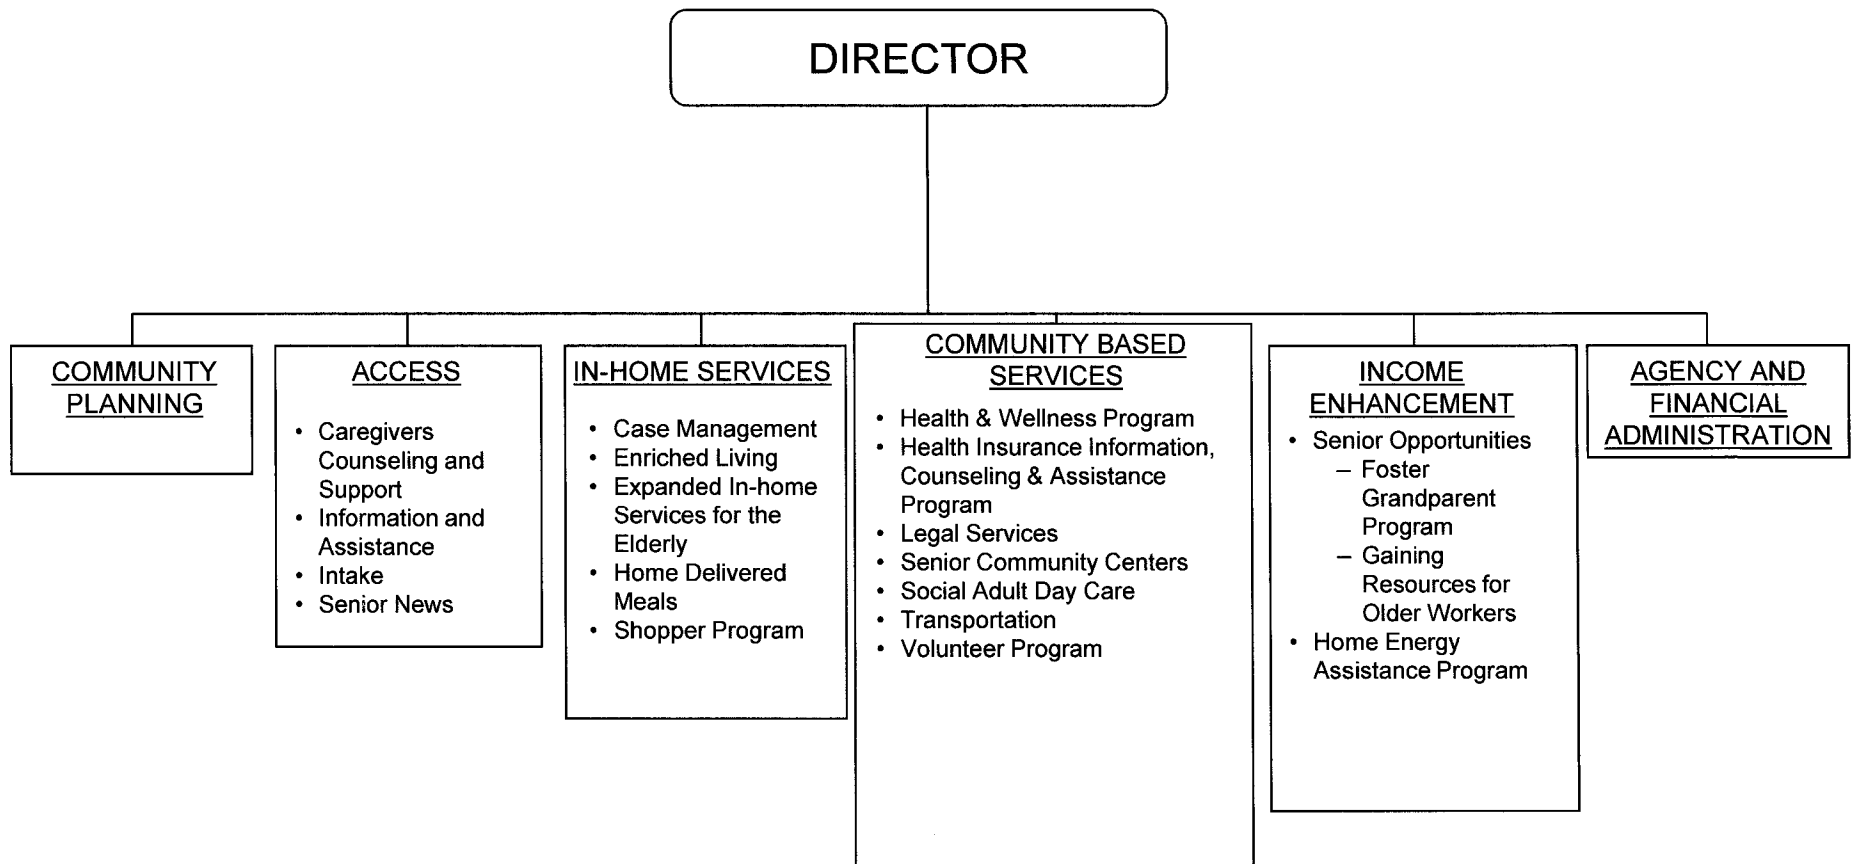 DIRECTOR
COMMUNITY
PLANNING
ACCESS
• Caregivers
Counseling and
Support
• Information and
Assistance
• Intake
• Senior News
IN-HOME SERVICES
• Case Management
• Enriched Living
• Expanded In-home
Services for the
Elderly
• Home Delivered
Meals
• Shopper Program
COMMUNITY BASED
SERVICES
• Health & Wellness Program
• Health Insurance Information,
Counseling & Assistance
Program
• Legal Services
• Senior Community Centers
• Social Adult Day Care
• Transportation
• Volunteer Program
INCOME
ENHANCEMENT
• Senior Opportunities
– Foster
Grandparent
Program
– Gaining
Resources for
Older Workers
• Home Energy
Assistance Program
AGENCY AND
FINANCIAL
ADMINISTRATION